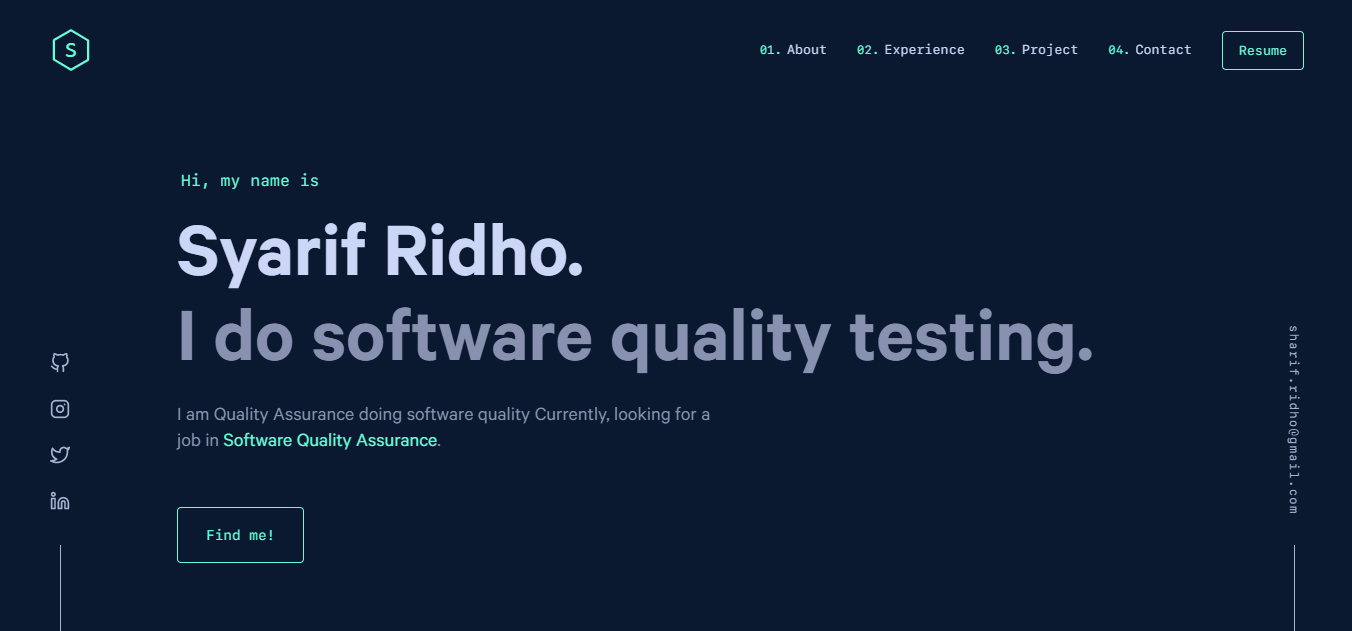 S
01. About 02. Experience 03. Project 04. Contact Resume
Hi, my name is
Syarif Ridho.
I do software quality testing.
I am Quality Assurance doing software quality Currently, looking for a
job in Software Quality Assurance.
Find me!
in
sharif.ridho@gmail.com